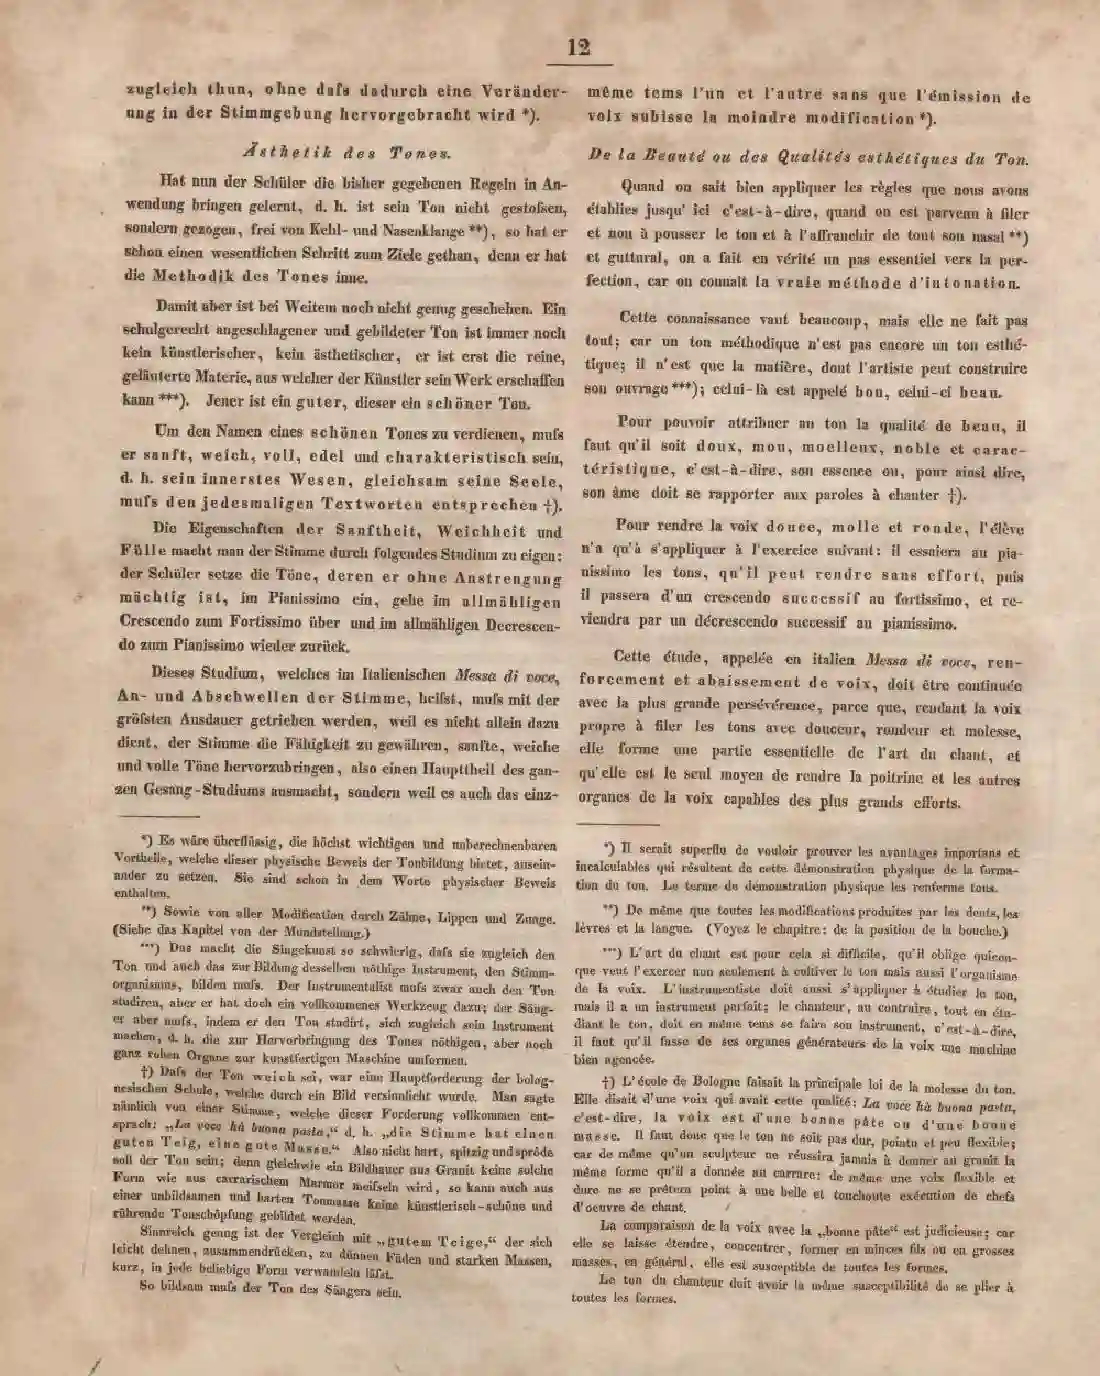 12
zugleich thun, ohne dafs dadurch eine Veränder-
ung in der Stimmgebung hervorgebracht wird *).
Ästhetik des Tones.
Hat nun der Schüler die bisher gegebenen Regeln in An-
wendung bringen gelernt, d. h. ist sein Ton nicht gestofsen,
sondern gezogen, frei von Kehl- und Nasenklange **), so hat er
schon einen wesentlichen Schritt zum Ziele gethan, denn er hat
die Methodik des Tones inne.
Damit aber ist bei Weitem noch nicht genug geschehen. Ein
schulgerecht angeschlagener und gebildeter Ton ist immer noch
kein künstlerischer, kein ästhetischer, er ist erst die reine,
geläuterte Materie, aus welcher der Künstler sein Werk erschaffen
kann ***). Jener ist ein guter, dieser ein schöner Ton.
Um den Namen eines schönen Tones zu verdienen, mufs
er sanft, weich, voll, edel und charakteristisch sein,
d. h. sein innerstes Wesen, gleichsam seine Seele,
mufs den jedesmaligen Textworten entsprechen †).
Die Eigenschaften der Sanftheit, Weichheit und
Fülle macht man der Stimme durch folgendes Studium zu eigen:
der Schüler setze die Töne, deren er ohne Anstrengung
mächtig ist, im Pianissimo ein, gehe im allmähligen
Crescendo zum Fortissimo über und im allmähligen Decrescen-
do zum Pianissimo wieder zurück.
Dieses Studium, welches im Italienischen Messa di voce,
An- und Abschwellen der Stimme, heifst, mufs mit der
gröfsten Ausdauer getrieben werden, weil es nicht allein dazu
dient, der Stimme die Fähigkeit zu gewähren, sanfte, weiche
und volle Töne hervorzubringen, also einen Haupttheil des gan-
zen Gesang-Studiums ausmacht, sondern weil es auch das einz-
*) Es wäre überflüssig, die höchst wichtigen und unberechnenbaren
Vortheile, welche dieser physische Beweis der Tonbildung bietet, ausein-
ander zu setzen. Sie sind schon in dem Worte physischer Beweis
enthalten.
**) Sowie von aller Modification durch Zähne, Lippen und Zunge.
(Siehe das Kapitel von der Mundstellung.)
***) Das macht die Singekunst so schwierig, dafs sie zugleich den
Ton und auch das zur Bildung desselben nöthige Instrument, den Stimm-
organismus, bilden mufs. Der Instrumentalist mufs zwar auch den Ton
studiren, aber er hat doch ein vollkommenes Werkzeug dazu; der Säng-
er aber mufs, indem er den Ton studirt, sich zugleich sein Instrument
machen, d. h. die zur Hervorbringung des Tones nöthigen, aber noch
ganz rohen Organe zur kunstfertigen Maschine umformen.
†) Dafs der Ton weich sei, war eine Hauptforderung der bolog-
nesischen Schule, welche durch ein Bild versinnlicht wurde. Man sagte
nämlich von einer Stimme, welche dieser Forderung vollkommen ent-
sprach: „La voce hà buona pasta,“ d. h. „die Stimme hat einen
guten Teig, eine gute Masse.“ Also nicht hart, spitzig und spröde
soll der Ton sein; denn gleichwie ein Bildhauer aus Granit keine solche
Form wie aus carrarischem Marmor meifseln wird, so kann auch aus
einer unbildsamen und harten Tonmasse keine künstlerisch-schöne und
rührende Tonschöpfung gebildet werden.
Sinnreich genug ist der Vergleich mit „gutem Teige,“ der sich
leicht dehnen, zusammendrücken, zu dünnen Fäden und starken Massen,
kurz, in jede beliebige Form verwandeln läfst.
So bildsam mufs der Ton des Sängers sein.
même tems l'un et l'autre sans que l'émission de
voix subisse la moindre modification *).
De la Beauté ou des Qualités esthétiques du Ton.
Quand on sait bien appliquer les règles que nous avons
établies jusqu' ici c'est-à-dire, quand on est parvenu à filer
et non à pousser le ton et à l'affranchir de tout son nasal **)
et guttural, on a fait en vérité un pas essentiel vers la per-
fection, car on connaît la vraie méthode d'intonation.
Cette connaissance vaut beaucoup, mais elle ne fait pas
tout; car un ton méthodique n'est pas encore un ton esthé-
tique; il n'est que la matière, dont l'artiste peut construire
son ouvrage ***); celui-là est appelé bon, celui-ci beau.
Pour pouvoir attribuer au ton la qualité de beau, il
faut qu'il soit doux, mou, moelleux, noble et carac-
téristique, c'est-à-dire, son essence ou, pour ainsi dire,
son âme doit se rapporter aux paroles à chanter †).
Pour rendre la voix douce, molle et ronde, l'élève
n'a qu'à s'appliquer à l'exercice suivant: il essaiera au pia-
nissimo les tons, qu'il peut rendre sans effort, puis
il passera d'un crescendo successif au fortissimo, et re-
viendra par un décrescendo successif au pianissimo.
Cette étude, appelée en italien Messa di voce, ren-
forcement et abaissement de voix, doit être continuée
avec la plus grande persévérence, parce que, rendant la voix
propre à filer les tons avec douceur, rondeur et molesse,
elle forme une partie essentielle de l'art du chant, et
qu'elle est le seul moyen de rendre la poitrine et les autres
organes de la voix capables des plus grands efforts.
*) Il serait superflu de vouloir prouver les avantages importans et
incalculables qui résultent de cette démonstration physique de la forma-
tion du ton. Le terme de démonstration physique les renferme tous.
**) De même que toutes les modifications produites par les dents, les
lèvres et la langue. (Voyez le chapitre: de la position de la bouche.)
***) L'art du chant est pour cela si difficile, qu'il oblige quicon-
que veut l'exercer non seulement à cultiver le ton mais aussi l'organisme
de la voix. L'instrumentiste doit aussi s'appliquer à étudier le ton,
mais il a un instrument parfait; le chanteur, au contraire, tout en étu-
diant le ton, doit en même tems se faire son instrument, c'est-à-dire,
il faut qu'il fasse de ses organes générateurs de la voix une machine
bien agencée.
†) L'école de Bologne faisait la principale loi de la molesse du ton.
Elle disait d'une voix qui avait cette qualité: La voce hà buona pasta,
c'est-dire, la voix est d'une bonne pâte ou d'une bonne
masse. Il faut donc que le ton ne soit pas dur, pointu et peu flexible;
car de même qu'un sculpteur ne réussira jamais à donner au granit la
même forme qu'il a donnée au carrare: de même une voix flexible et
dure ne se prêtera point à une belle et touchoute exécution de chefs
d'oeuvre de chant.
La comparaison de la voix avec la „bonne pâte“ est judicieuse; car
elle se laisse étendre, concentrer, former en minces fils ou en grosses
masses, en général, elle est susceptible de toutes les formes.
Le ton du chanteur doit avoir la même susceptibilité de se plier à
toutes les formes.